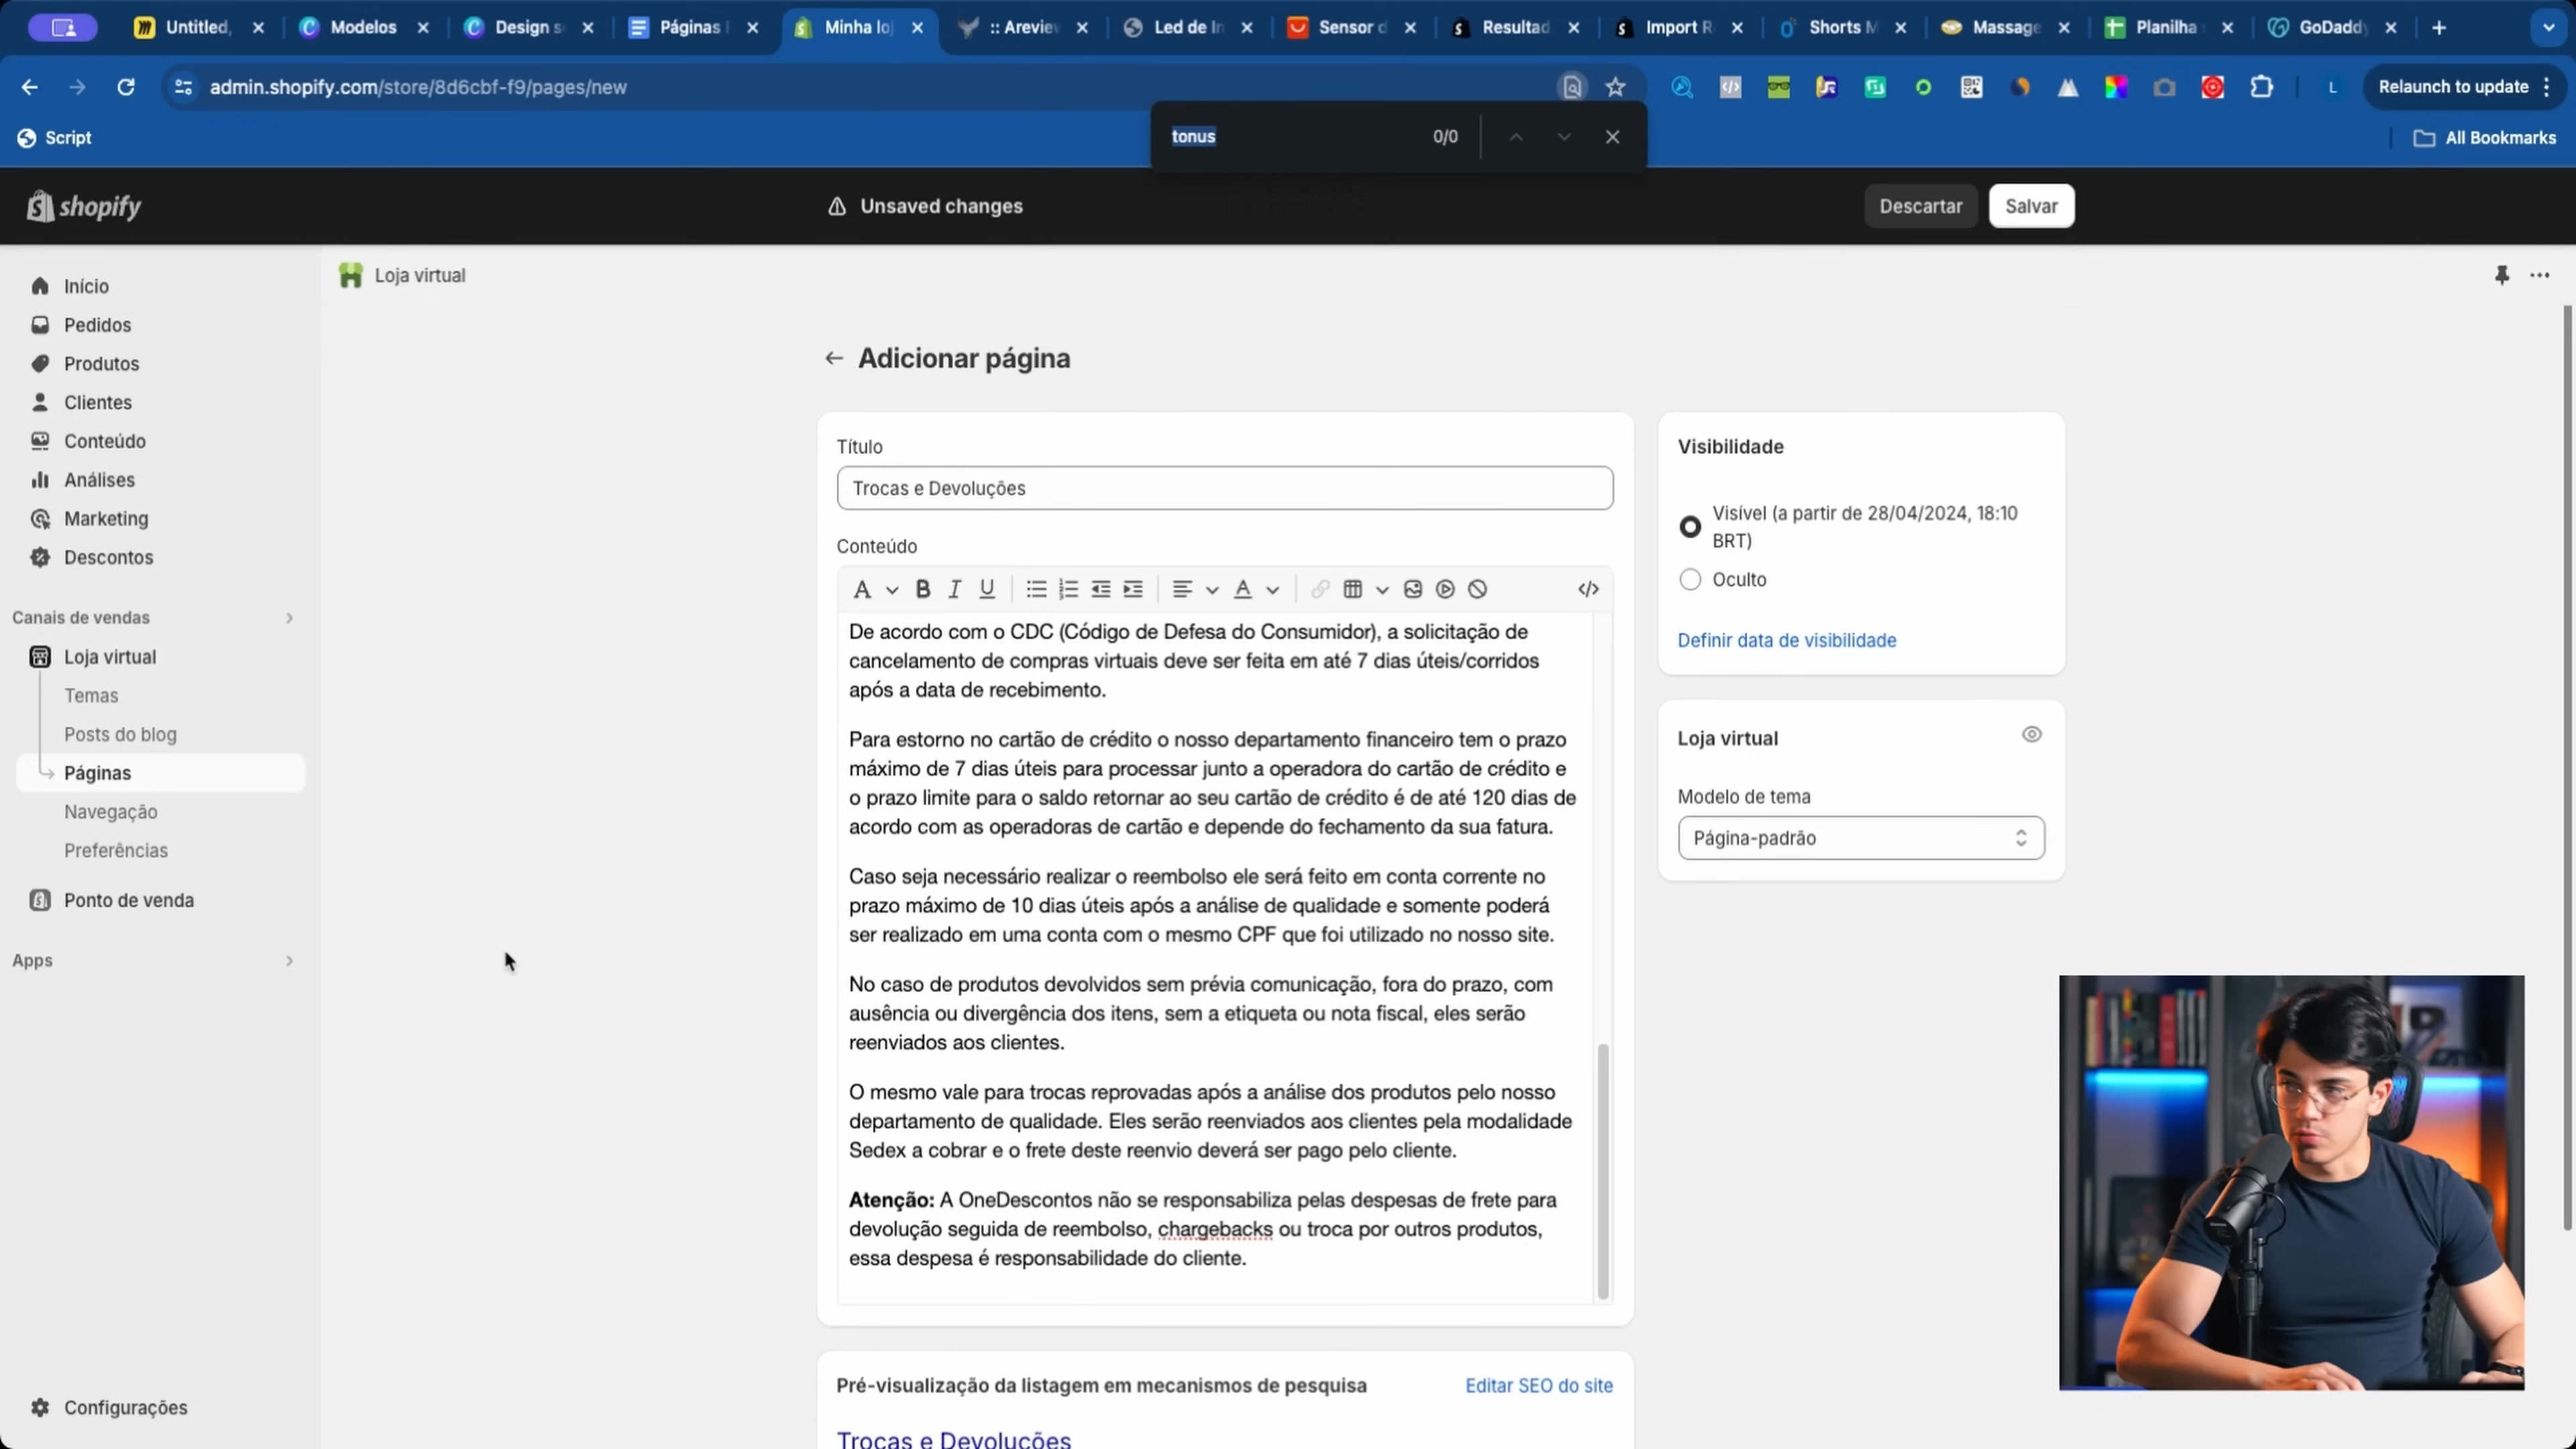 Untitled,
Modelos
Design s
Páginas
Minha loj
:: Areview
Led de In
Sensor d
Resultad
Import R
Shorts M
Massage
Planilha
GoDaddy
admin.shopify.com/store/8d6cbf-f9/pages/new
L
Relaunch to update
Script
tonus
0/0
All Bookmarks
shopify
Unsaved changes
Descartar
Salvar
Início
Pedidos
Produtos
Clientes
Conteúdo
Análises
Marketing
Descontos
Canais de vendas
Loja virtual
Temas
Posts do blog
Páginas
Navegação
Preferências
Ponto de venda
Apps
Configurações
Loja virtual
Adicionar página
Título
Trocas e Devoluções
Conteúdo
De acordo com o CDC (Código de Defesa do Consumidor), a solicitação de
cancelamento de compras virtuais deve ser feita em até 7 dias úteis/corridos
após a data de recebimento.
Para estorno no cartão de crédito o nosso departamento financeiro tem o prazo
máximo de 7 dias úteis para processar junto a operadora do cartão de crédito e
o prazo limite para o saldo retornar ao seu cartão de crédito é de até 120 dias de
acordo com as operadoras de cartão e depende do fechamento da sua fatura.
Caso seja necessário realizar o reembolso ele será feito em conta corrente no
prazo máximo de 10 dias úteis após a análise de qualidade e somente poderá
ser realizado em uma conta com o mesmo CPF que foi utilizado no nosso site.
No caso de produtos devolvidos sem prévia comunicação, fora do prazo, com
ausência ou divergência dos itens, sem a etiqueta ou nota fiscal, eles serão
reenviados aos clientes.
O mesmo vale para trocas reprovadas após a análise dos produtos pelo nosso
departamento de qualidade. Eles serão reenviados aos clientes pela modalidade
Sedex a cobrar e o frete deste reenvio deverá ser pago pelo cliente.
Atenção: A OneDescontos não se responsabiliza pelas despesas de frete para
devolução seguida de reembolso, chargebacks ou troca por outros produtos,
essa despesa é responsabilidade do cliente.
Pré-visualização da listagem em mecanismos de pesquisa
Editar SEO do site
Trocas e Devoluções
Visibilidade
Visível (a partir de 28/04/2024, 18:10
BRT)
Oculto
Definir data de visibilidade
Loja virtual
Modelo de tema
Página-padrão